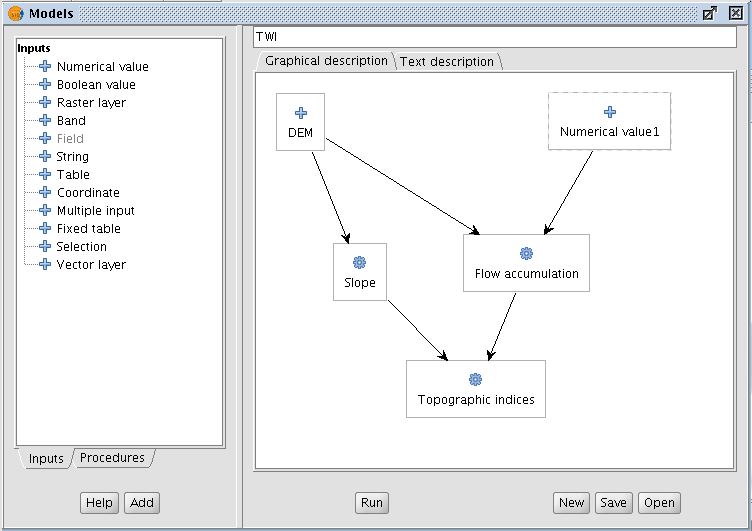 Models
Inputs
Numerical value
Boolean value
Raster layer
Band
Field
String
Table
Coordinate
Multiple input
Fixed table
Selection
Vector layer
Inputs
Procedures
Help
Add
TWI
Graphical description
Text description
DEM
Numerical value1
Slope
Flow accumulation
Topographic indices
Run
New
Save
Open